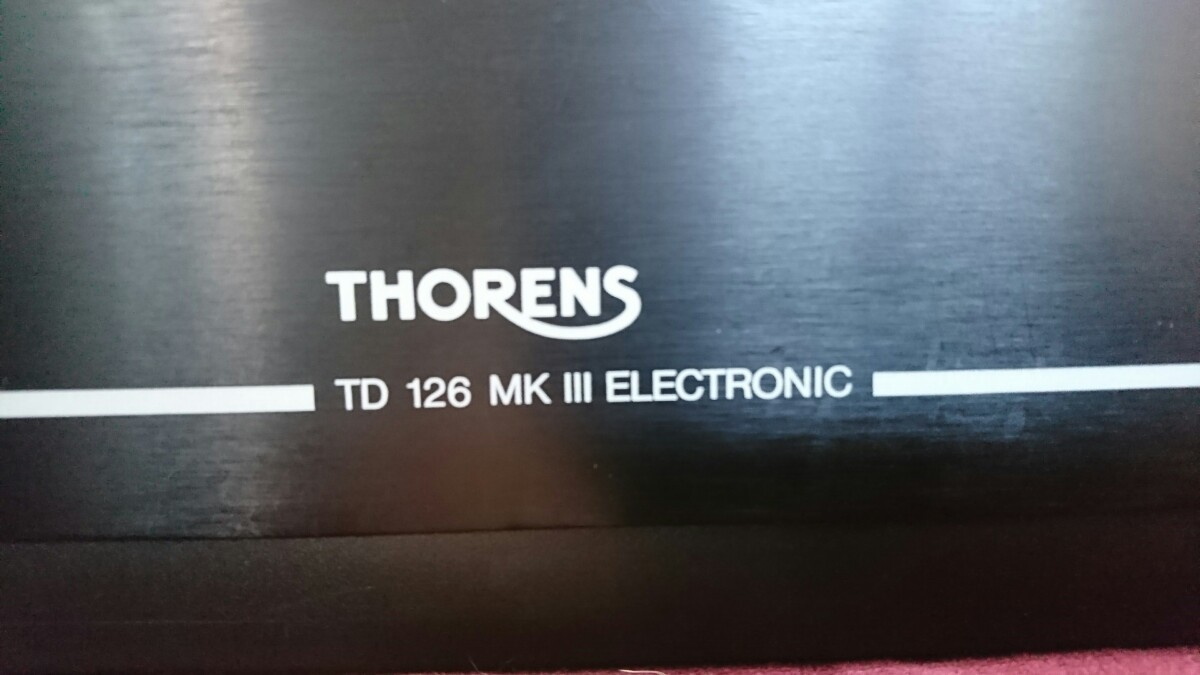 THORENS
TD 126 MK III ELECTRONIC